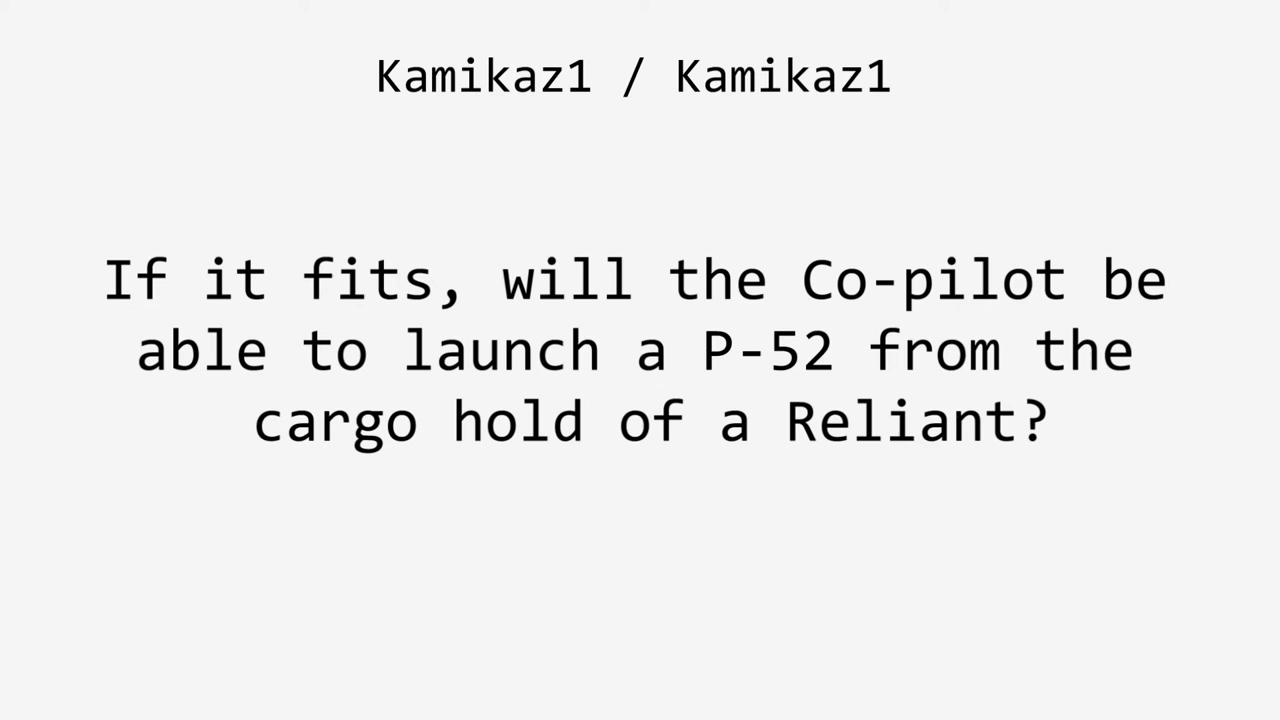 Kamikaz1 / Kamikaz1
If it fits, will the Co-pilot be
able to launch a P-52 from the
cargo hold of a Reliant?